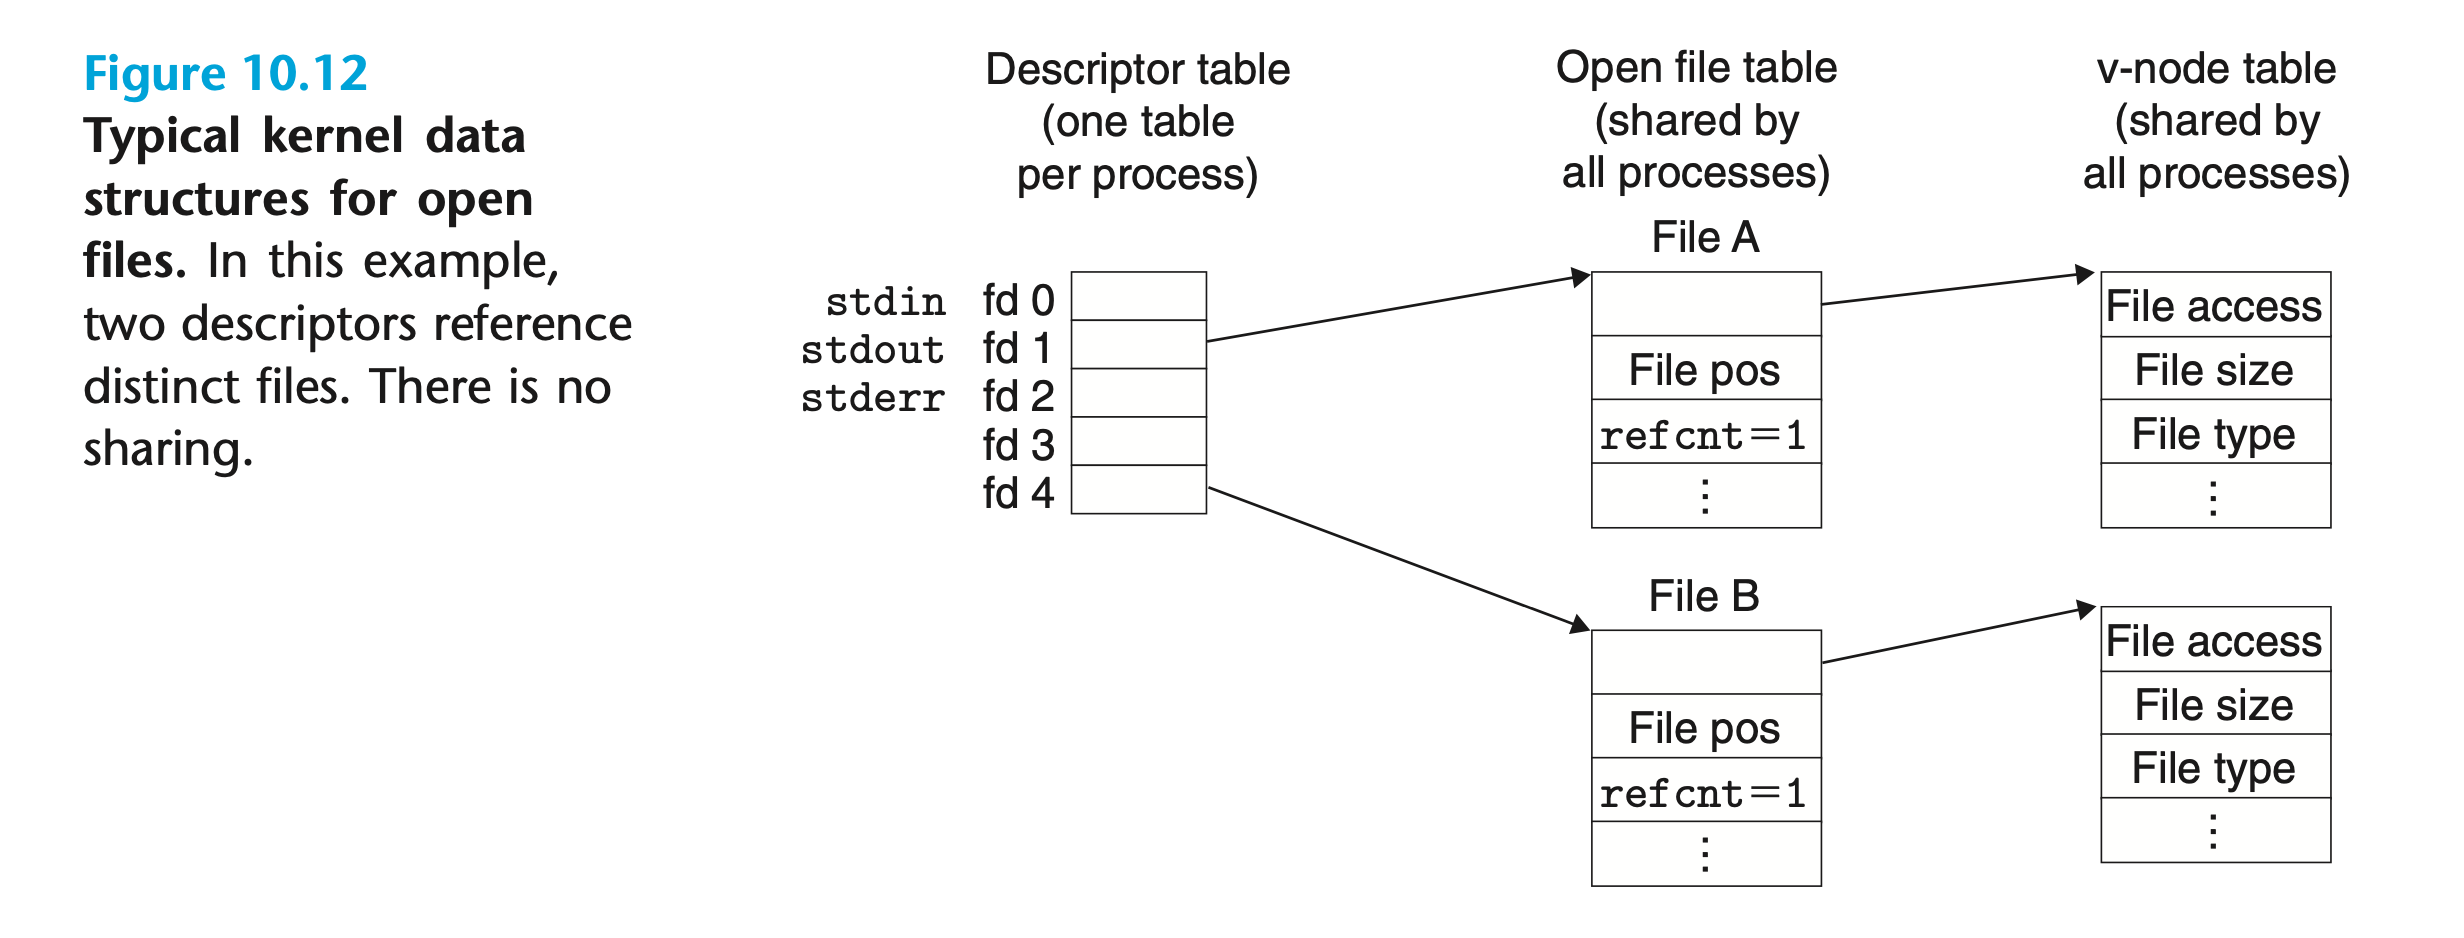 Figure 10.12
Typical kernel data
structures for open
files. In this example,
two descriptors reference
distinct files. There is no
sharing.
Descriptor table
(one table
per process)
Open file table
(shared by
all processes)
v-node table
(shared by
all processes)
stdin fd 0
stdout fd 1
stderr fd 2
fd 3
fd 4
File A
File pos
refcnt=1
⋮
File access
File size
File type
⋮
File B
File pos
refcnt=1
⋮
File access
File size
File type
⋮